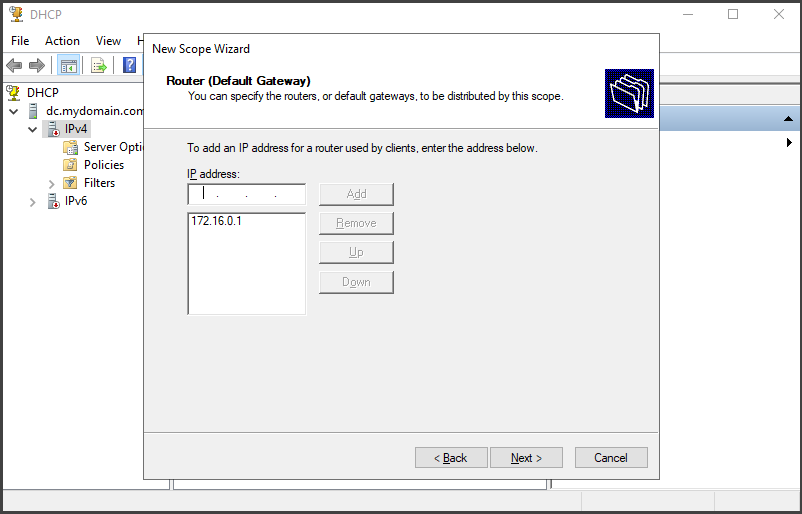 DHCP
File Action View H
DHCP
dc.mydomain.com
IPv4
Server Opti
Policies
Filters
IPv6
New Scope Wizard
Router (Default Gateway)
You can specify the routers, or default gateways, to be distributed by this scope.
To add an IP address for a router used by clients, enter the address below.
IP address:
. . .
Add
172.16.0.1
Remove
Up
Down
< Back Next > Cancel